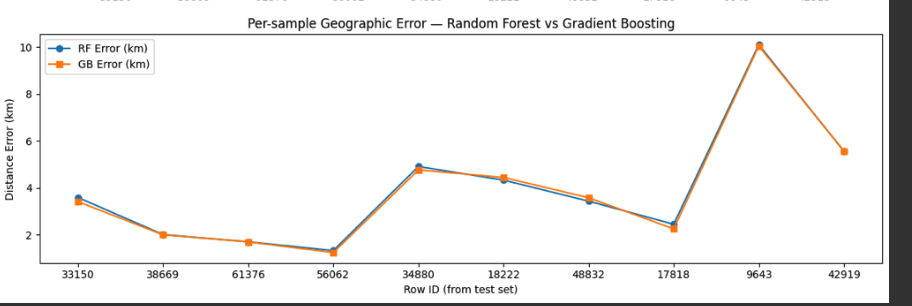 Per-sample Geographic Error — Random Forest vs Gradient Boosting
RF Error (km)
GB Error (km)
Distance Error (km)
10
8
6
4
2
33150 38669 61376 56062 34880 18222 48832 17818 9643 42919
Row ID (from test set)